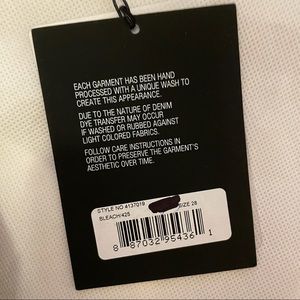 EACH GARMENT HAS BEEN HAND
PROCESSED WITH A UNIQUE WASH TO
CREATE THIS APPEARANCE.
DUE TO THE NATURE OF DENIM
DYE TRANSFER MAY OCCUR
IF WASHED OR RUBBED AGAINST
LIGHT COLORED FABRICS.
FOLLOW CARE INSTRUCTIONS IN
ORDER TO PRESERVE THE GARMENT'S
AESTHETIC OVER TIME.
STYLE NO 4137019 SIZE 28
BLEACH/425
8 87032 95436 1